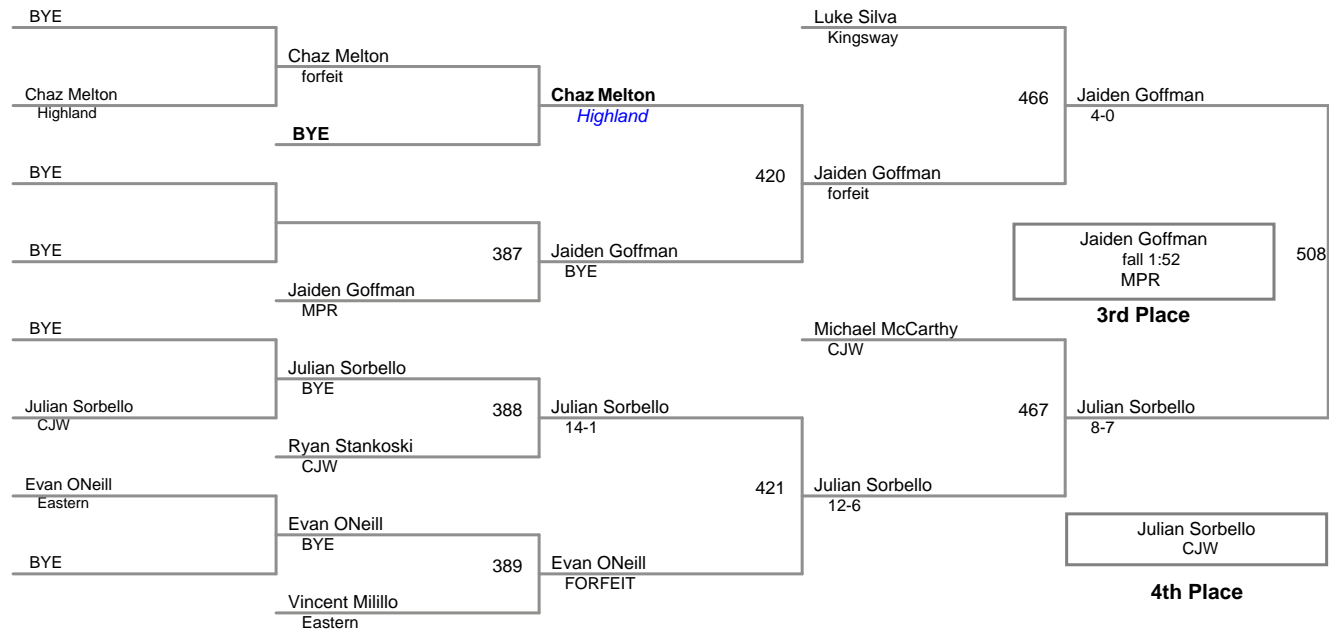 BYE
Luke Silva
Kingsway
Chaz Melton
forfeit
Chaz Melton
Highland
Chaz Melton
Highland
466
Jaiden Goffman
4-0
BYE
BYE
420
Jaiden Goffman
forfeit
BYE
387
Jaiden Goffman
BYE
Jaiden Goffman
fall 1:52
MPR
508
Jaiden Goffman
MPR
3rd Place
BYE
Michael McCarthy
CJW
Julian Sorbello
BYE
Julian Sorbello
CJW
388
Julian Sorbello
14-1
467
Julian Sorbello
8-7
Ryan Stankoski
CJW
Evan ONeill
Eastern
421
Julian Sorbello
12-6
Evan ONeill
BYE
Julian Sorbello
CJW
BYE
389
Evan ONeill
FORFEIT
4th Place
Vincent Milillo
Eastern